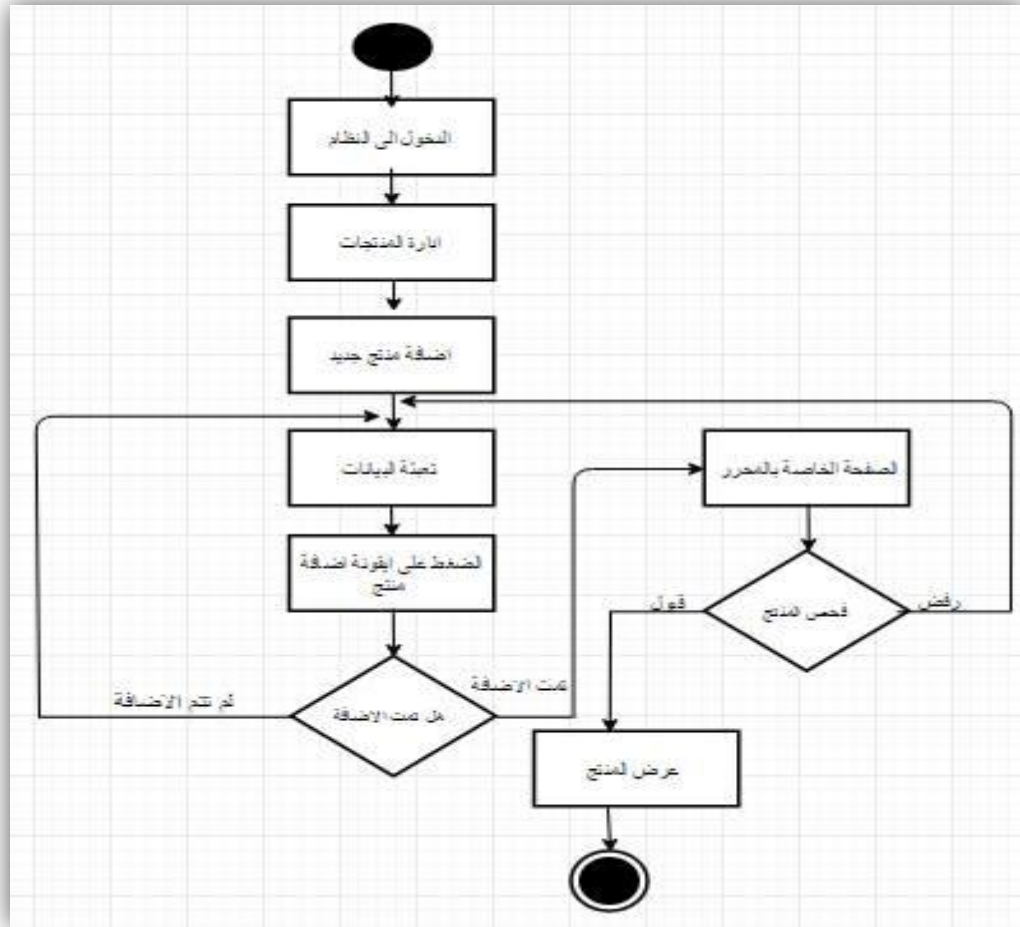 الدخول الى النظام
ادارة المنتجات
اضافة منتج جديد
تعبئة البيانات
الضغط على ايقونة اضافة
منتج
هل تمت الاضافة
لم تتم الاضافة
تمت الاضافة
الصفحة الخاصة بالمحرر
فحص المنتج
رفض
قبول
عرض المنتج